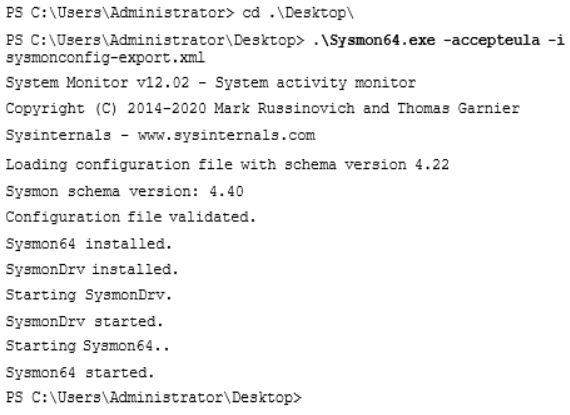 PS C:\Users\Administrator> cd .\Desktop\
PS C:\Users\Administrator\Desktop> .\Sysmon64.exe -accepteula -i
sysmonconfig-export.xml
System Monitor v12.02 - System activity monitor
Copyright (C) 2014-2020 Mark Russinovich and Thomas Garnier
Sysinternals - www.sysinternals.com
Loading configuration file with schema version 4.22
Sysmon schema version: 4.40
Configuration file validated.
Sysmon64 installed.
SysmonDrv installed.
Starting SysmonDrv.
SysmonDrv started.
Starting Sysmon64..
Sysmon64 started.
PS C:\Users\Administrator\Desktop>